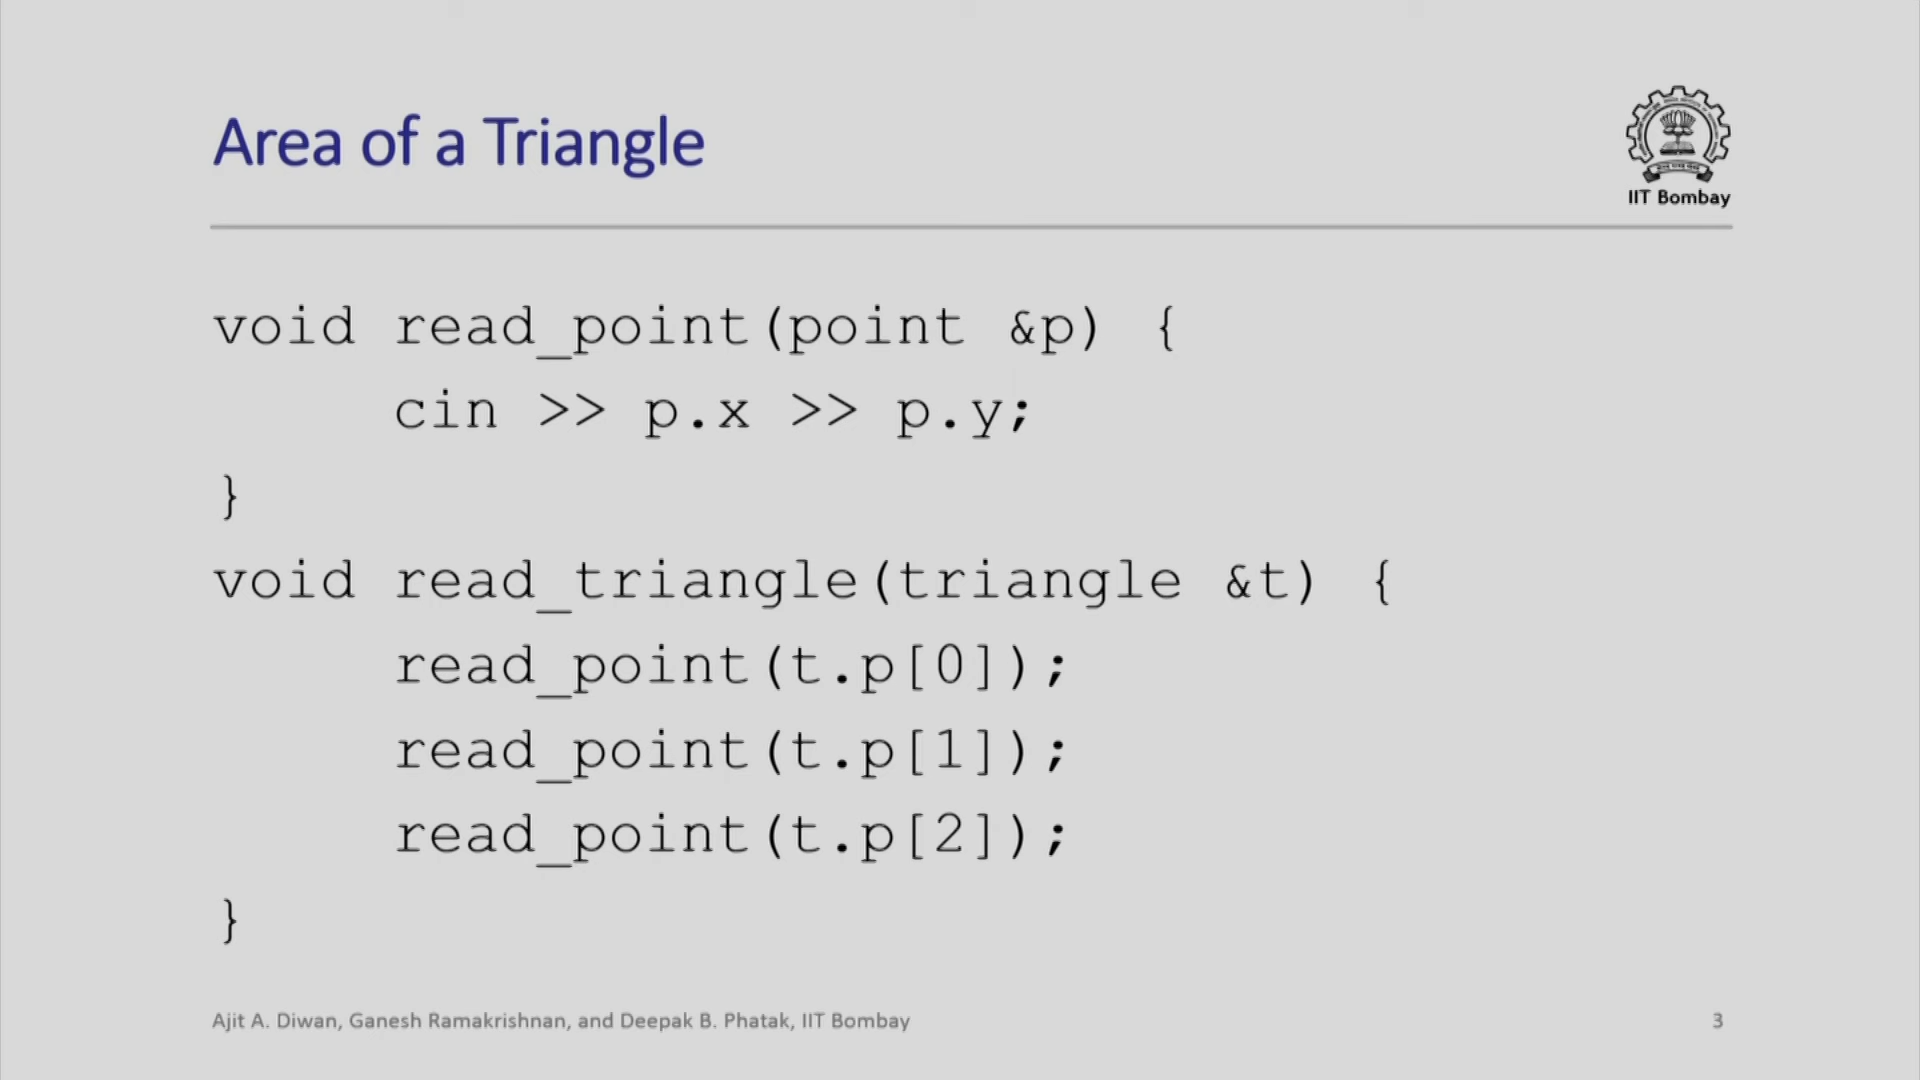 Area of a Triangle
IIT Bombay
void read_point(point &p) {
cin >> p.x >> p.y;
}
void read_triangle(triangle &t) {
read_point(t.p[0]);
read_point(t.p[1]);
read_point(t.p[2]);
}
Ajit A. Diwan, Ganesh Ramakrishnan, and Deepak B. Phatak, IIT Bombay
3